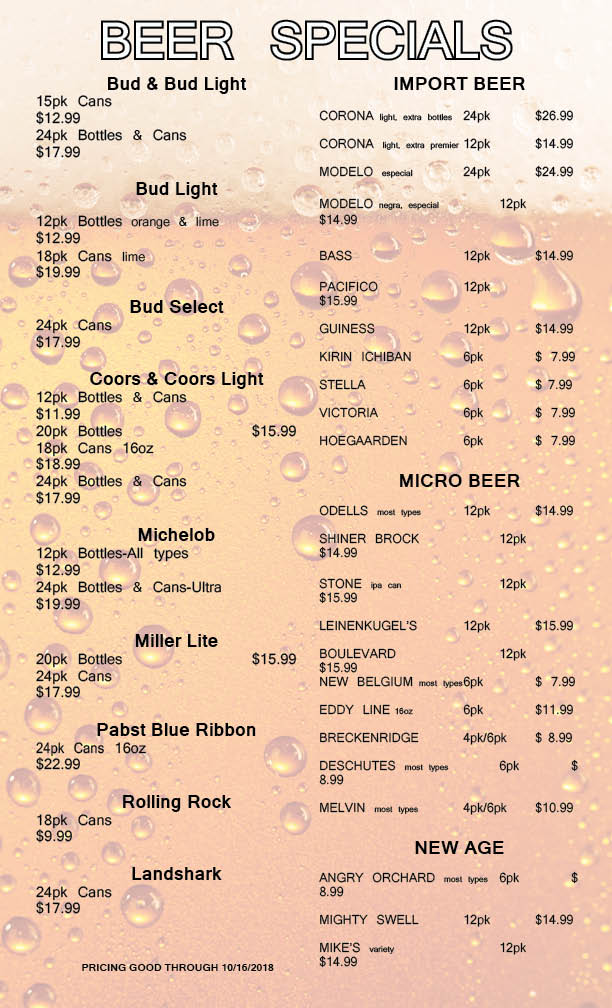 BEER SPECIALS
Bud & Bud Light
15pk Cans
$12.99
24pk Bottles & Cans
$17.99
Bud Light
12pk Bottles orange & lime
$12.99
18pk Cans lime
$19.99
Bud Select
24pk Cans
$17.99
Coors & Coors Light
12pk Bottles & Cans
$11.99
20pk Bottles $15.99
18pk Cans 16oz
$18.99
24pk Bottles & Cans
$17.99
Michelob
12pk Bottles-All types
$12.99
24pk Bottles & Cans-Ultra
$19.99
Miller Lite
20pk Bottles $15.99
24pk Cans
$17.99
Pabst Blue Ribbon
24pk Cans 16oz
$22.99
Rolling Rock
18pk Cans
$9.99
Landshark
24pk Cans
$17.99
PRICING GOOD THROUGH 10/16/2018
IMPORT BEER
CORONA light, extra bottles 24pk $26.99
CORONA light, extra premier 12pk $14.99
MODELO especial 24pk $24.99
MODELO negra, especial 12pk
$14.99
BASS 12pk $14.99
PACIFICO 12pk
$15.99
GUINESS 12pk $14.99
KIRIN ICHIBAN 6pk $ 7.99
STELLA 6pk $ 7.99
VICTORIA 6pk $ 7.99
HOEGAARDEN 6pk $ 7.99
MICRO BEER
ODELLS most types 12pk $14.99
SHINER BROCK 12pk
$14.99
STONE ipa can 12pk
$15.99
LEINENKUGEL'S 12pk $15.99
BOULEVARD 12pk
$15.99
NEW BELGIUM most types 6pk $ 7.99
EDDY LINE 16oz 6pk $11.99
BRECKENRIDGE 4pk/6pk $ 8.99
DESCHUTES most types 6pk $
8.99
MELVIN most types 4pk/6pk $10.99
NEW AGE
ANGRY ORCHARD most types 6pk $
8.99
MIGHTY SWELL 12pk $14.99
MIKE'S variety 12pk
$14.99